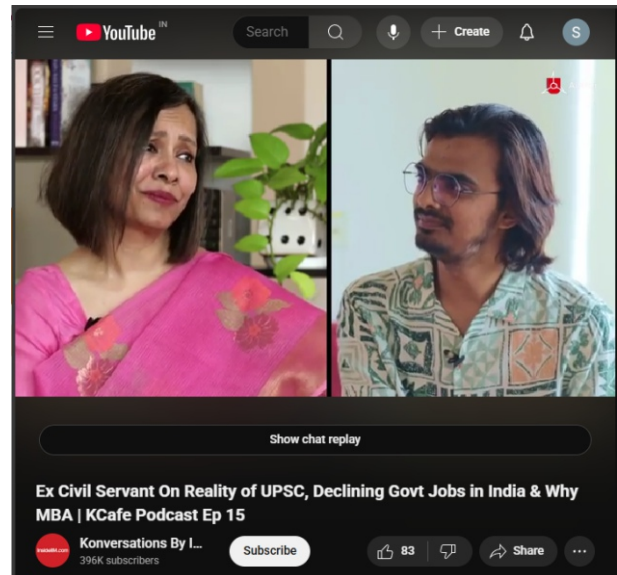 YouTube IN
Search
Create
S
Show chat replay
Ex Civil Servant On Reality of UPSC, Declining Govt Jobs in India & Why
MBA | KCafe Podcast Ep 15
Konversations By I...
396K subscribers
Subscribe
83
Share